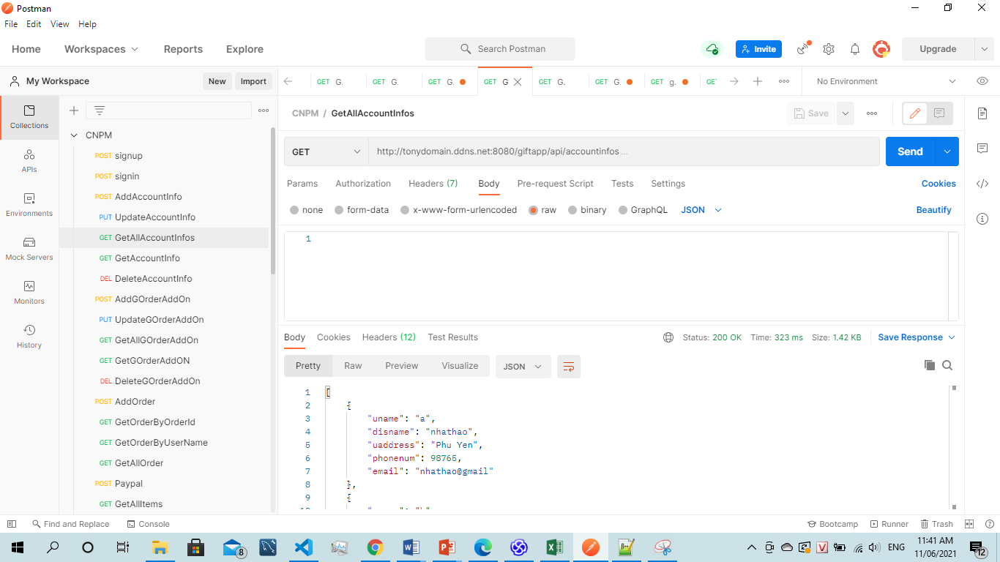 Postman
File Edit View Help
Home Workspaces Reports Explore Search Postman Invite Upgrade
My Workspace New Import GET G. GET G. GET G. GET G GET G. GET G. GET g. GET No Environment
Collections
APIs
Environments
Mock Servers
Monitors
History
CNPM
POST signup
POST signin
POST AddAccountInfo
PUT UpdateAccountInfo
GET GetAllAccountInfos
GET GetAccountInfo
DEL DeleteAccountInfo
POST AddGOrderAddOn
PUT UpdateGOrderAddOn
GET GetAllGOrderAddOn
GET GetGOrderAddON
DEL DeleteGOrderAddOn
POST AddOrder
GET GetOrderByOrderId
GET GetOrderByUserName
GET GetAllOrder
POST Paypal
GET GetAllItems
CNPM / GetAllAccountInfos Save
GET http://tonydomain.ddns.net:8080/giftapp/api/accountinfos ... Send
Params Authorization Headers (7) Body Pre-request Script Tests Settings Cookies
none form-data x-www-form-urlencoded raw binary GraphQL JSON Beautify
1
Body Cookies Headers (12) Test Results Status: 200 OK Time: 323 ms Size: 1.42 KB Save Response
Pretty Raw Preview Visualize JSON
1 [
2 {
3 "uname": "a",
4 "disname": "nhathao",
5 "uaddress": "Phu Yen",
6 "phonenum": 98765,
7 "email": "nhathao@gmail"
8 },
9 {
Find and Replace Console Bootcamp Runner Trash
8 ENG 11:41 AM
11/06/2021 12